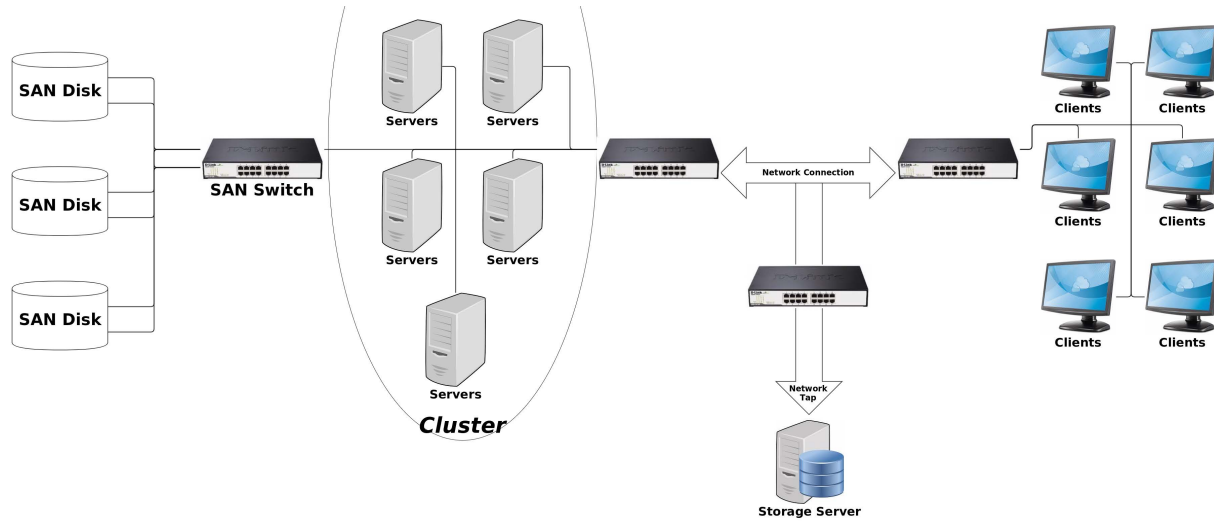 SAN Disk
SAN Disk
SAN Disk
SAN Switch
Servers
Servers
Servers
Servers
Servers
Cluster
Network Connection
Network
Tap
Storage Server
Clients
Clients
Clients
Clients
Clients
Clients